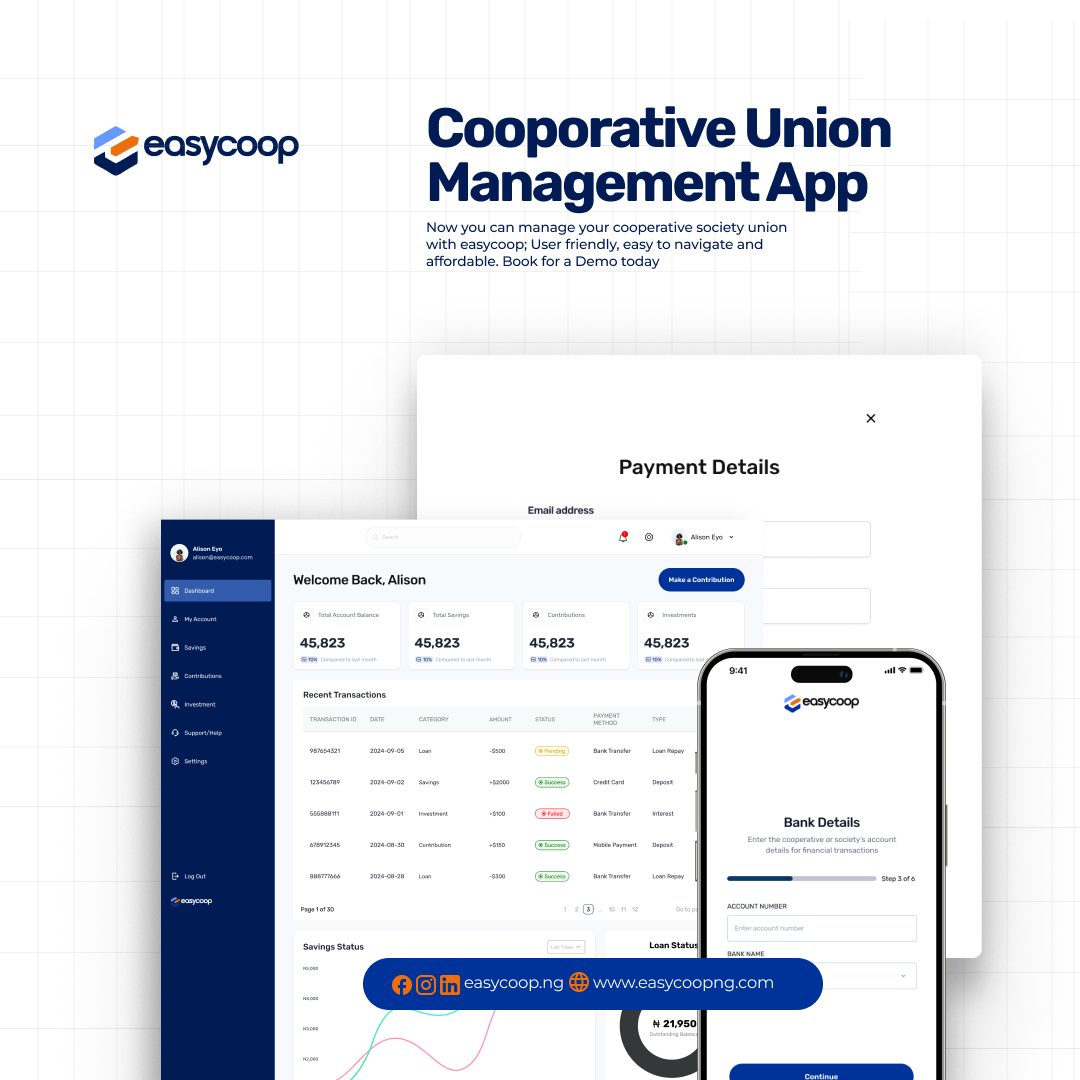 easycoop
Cooporative Union
Management App
Now you can manage your cooperative society union
with easycoop; User friendly, easy to navigate and
affordable. Book for a Demo today
Payment Details
Email address
Alison Eyo
alison@easycoop.com
Dashboard
My Account
Savings
Contributions
Investment
Support/Help
Settings
Log Out
easycoop
Search
Alison Eyo
Welcome Back, Alison
Make a Contribution
Total Account Balance
45,823
10% Compared to last month
Total Savings
45,823
10% Compared to last month
Contributions
45,823
10% Compared to last month
Investments
45,823
10% Compared to last
Recent Transactions
TRANSACTION ID DATE CATEGORY AMOUNT STATUS PAYMENT METHOD TYPE
987654321 2024-09-05 Loan -$500 Pending Bank Transfer Loan Repay
123456789 2024-09-02 Savings +$2000 Success Credit Card Deposit
555888111 2024-09-01 Investment +$100 Failed Bank Transfer Interest
678912345 2024-08-30 Contribution +$150 Success Mobile Payment Deposit
888777666 2024-08-28 Loan -$300 Success Bank Transfer Loan Repay
Page 1 of 30
1 2 3 ... 10 11 12
Go to
Savings Status
Last 7 days
₦5,000
₦4,000
₦3,000
₦2,000
Loan Status
₦ 21,950
Outstanding Balance
9:41
easycoop
Bank Details
Enter the cooperative or society's account
details for financial transactions
Step 3 of 6
ACCOUNT NUMBER
Enter account number
BANK NAME
Continue
easycoop.ng www.easycoopng.com